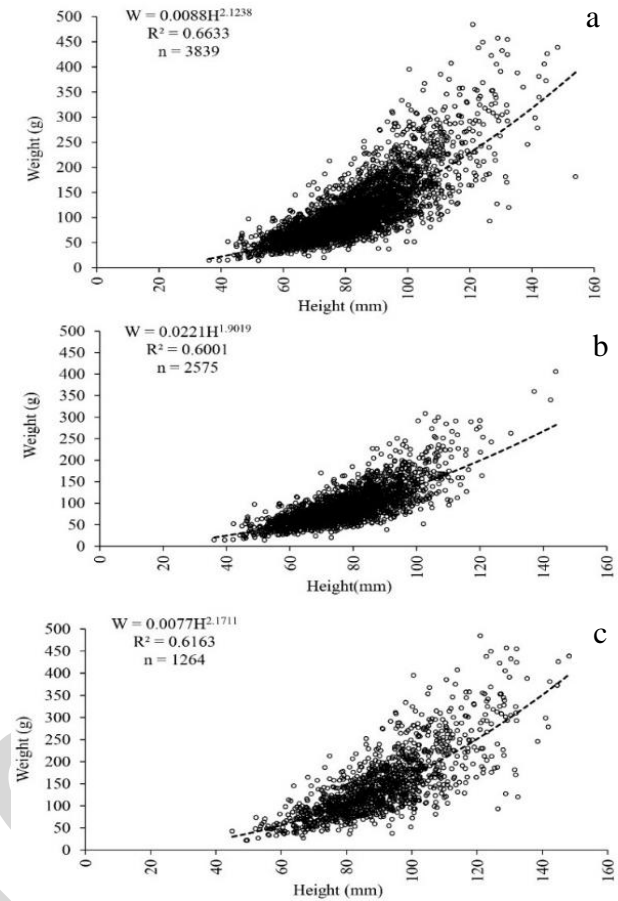 a
W = 0.0088H^2.1238
R² = 0.6633
n = 3839
Weight (g)
500
450
400
350
300
250
200
150
100
50
0
0 20 40 60 80 100 120 140 160
Height (mm)
b
W = 0.0221H^1.9019
R² = 0.6001
n = 2575
Weight (g)
500
450
400
350
300
250
200
150
100
50
0
0 20 40 60 80 100 120 140 160
Height(mm)
c
W = 0.0077H^2.1711
R² = 0.6163
n = 1264
Weight (g)
500
450
400
350
300
250
200
150
100
50
0
0 20 40 60 80 100 120 140 160
Height (mm)